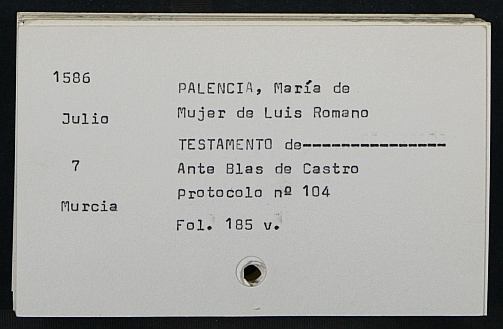 1586
PALENCIA, María de
Julio
Mujer de Luis Romano
TESTAMENTO de---------------
7
Ante Blas de Castro
protocolo nº 104
Murcia
Fol. 185 v.